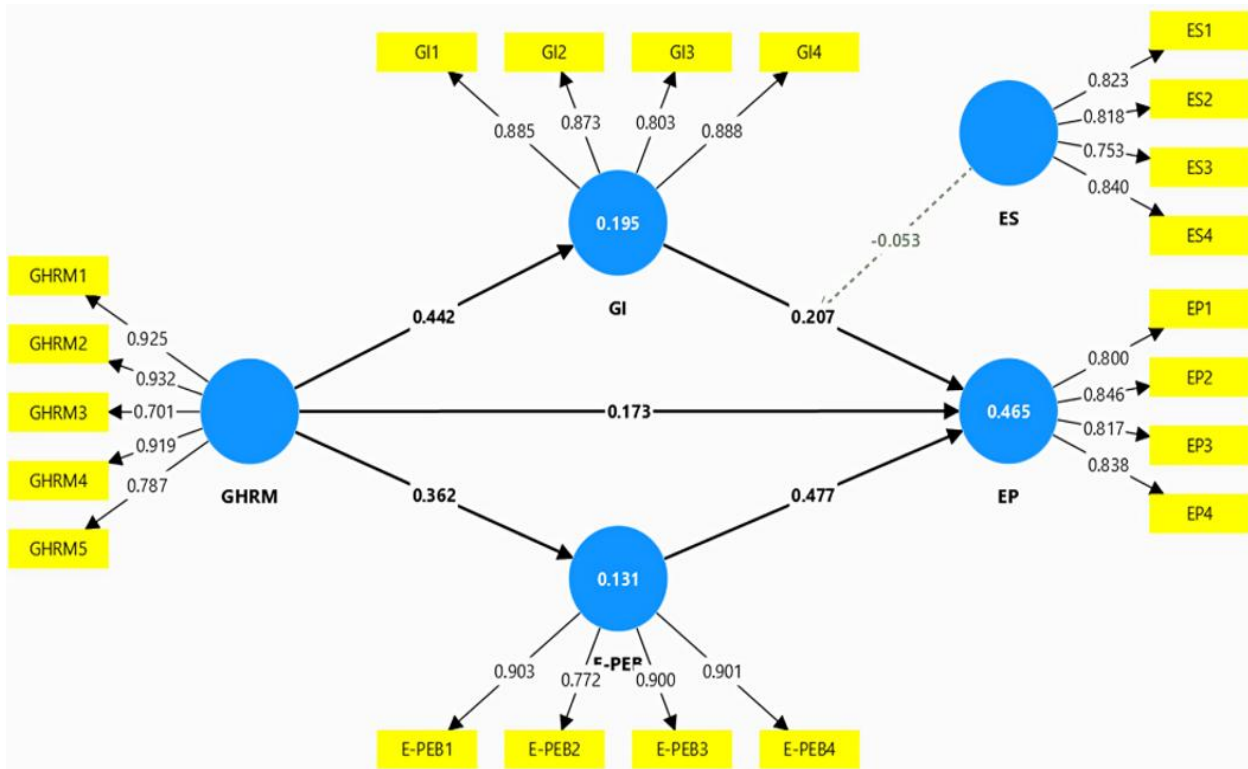 GI1 GI2 GI3 GI4
0.885 0.873 0.803 0.888
0.195
GI
ES1
ES2
ES3
ES4
0.823
0.818
0.753
0.840
ES
-0.053
GHRM1
GHRM2
GHRM3
GHRM4
GHRM5
0.925
0.932
0.701
0.919
0.787
GHRM
0.442
0.207
0.173
0.362
0.477
EP1
EP2
EP3
EP4
0.800
0.846
0.817
0.838
0.465
EP
0.131
E-PEB
0.903 0.772 0.900 0.901
E-PEB1 E-PEB2 E-PEB3 E-PEB4